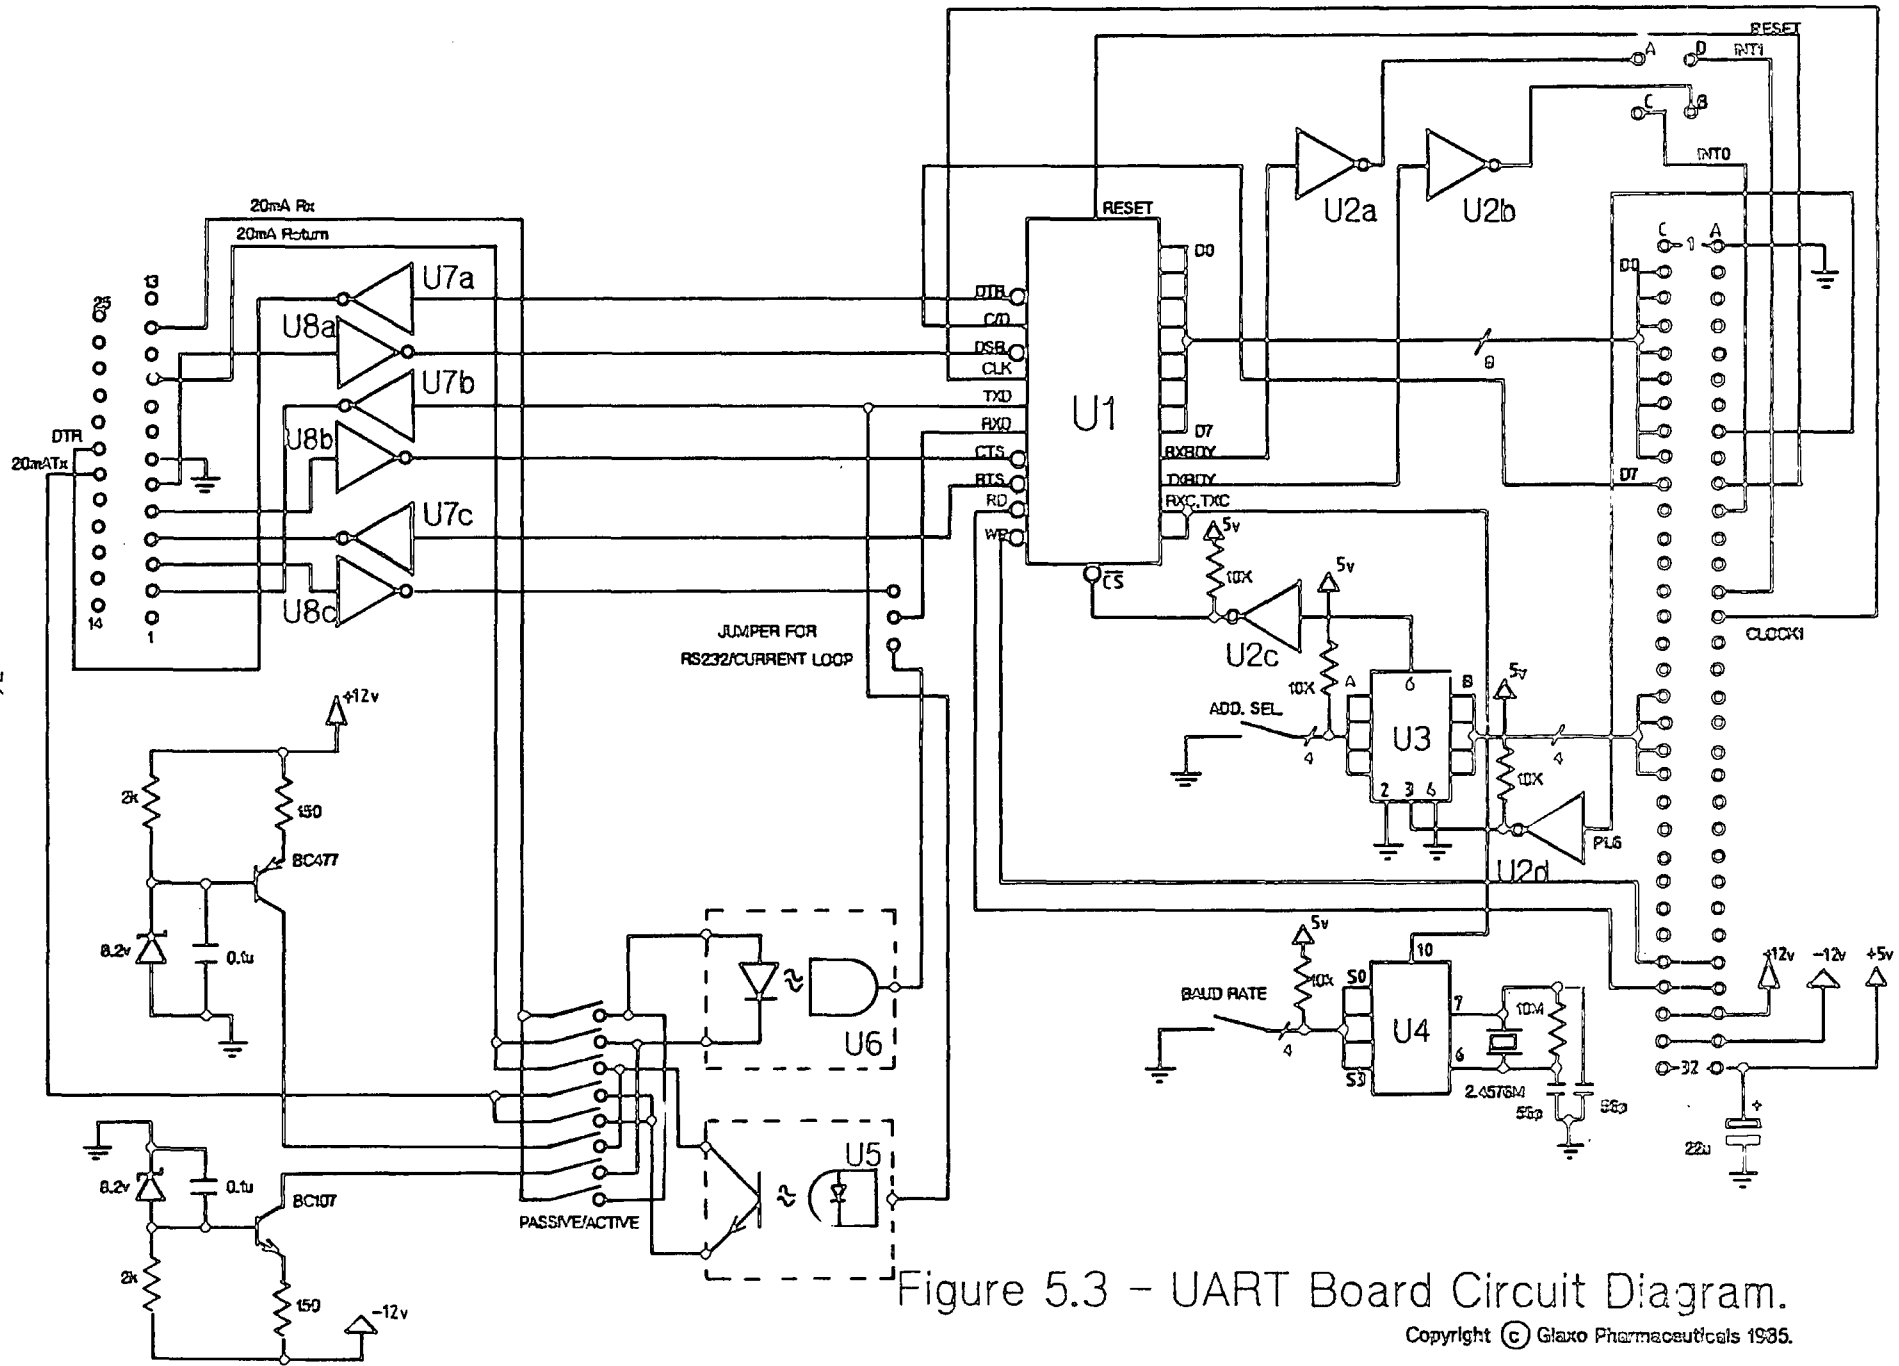 RESET
A
D
INT1
C
B
INT0
20mA Rx
20mA Return
RESET
U2a
U2b
C
1
A
D0
D0
13
25
U7a
U8a
DTR
C/D
DSR
CLK
8
U7b
TXD
U1
RXD
D7
DTR
U8b
CTS
RXRDY
20mATx
RTS
TXRDY
D7
RD
RXC,TXC
U7c
WR
5v
CS
10K
5v
14
1
U8c
JUMPER FOR
RS232/CURRENT LOOP
U2c
CLOCK1
10K
A
6
B
5v
+12v
ADD. SEL
U3
4
4
10K
2k
150
2
3
4
P1.6
BC477
U2d
8.2v
0.1u
5v
10
+12v
-12v
+5v
BAUD RATE
10k
S0
7
10M
U6
4
U4
6
S3
2.4576M
56p
56p
32
+
22u
U5
8.2v
0.1u
BC107
PASSIVE/ACTIVE
2k
150
-12v
Figure 5.3 - UART Board Circuit Diagram.
Copyright © Glaxo Pharmaceuticals 1985.